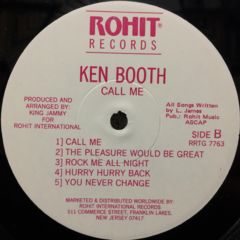 ROHIT®
RECORDS
KEN BOOTH
CALL ME
PRODUCED AND
ARRANGED BY:
KING JAMMY
FOR
ROHIT INTERNATIONAL
All Songs Written
by L. James
Pub.: Rohit Music
ASCAP
SIDE B
RRTG 7763
1] CALL ME
2] THE PLEASURE WOULD BE GREAT
3] ROCK ME ALL NIGHT
4] HURRY HURRY BACK
5] YOU NEVER CHANGE
MARKETED & DISTRIBUTED WORLDWIDE BY
ROHIT INTERNATIONAL RECORDS
511 COMMERCE STREET, FRANKLIN LAKES,
NEW JERSEY 07417